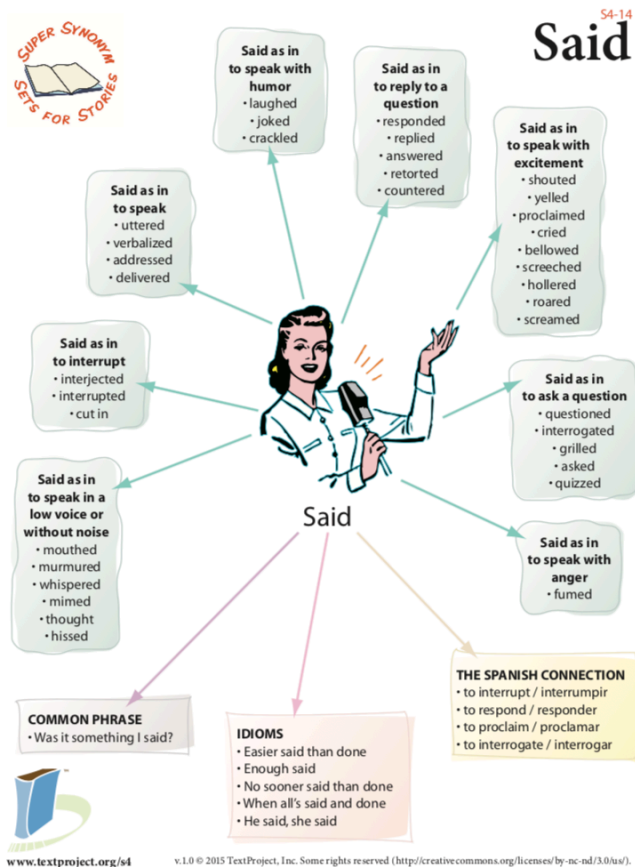 S4-14
Said
SUPER SYNONYM
SETS FOR STORIES
Said as in
to speak with
humor
• laughed
• joked
• crackled
Said as in
to reply to a
question
• responded
• replied
• answered
• retorted
• countered
Said as in
to speak with
excitement
• shouted
• yelled
• proclaimed
• cried
• bellowed
• screeched
• hollered
• roared
• screamed
Said as in
to speak
• uttered
• verbalized
• addressed
• delivered
Said as in
to interrupt
• interjected
• interrupted
• cut in
Said as in
to ask a question
• questioned
• interrogated
• grilled
• asked
• quizzed
Said as in
to speak in a
low voice or
without noise
• mouthed
• murmured
• whispered
• mimed
• thought
• hissed
Said
Said as in
to speak with
anger
• fumed
COMMON PHRASE
• Was it something I said?
IDIOMS
• Easier said than done
• Enough said
• No sooner said than done
• When all's said and done
• He said, she said
THE SPANISH CONNECTION
• to interrupt / interrumpir
• to respond / responder
• to proclaim / proclamar
• to interrogate / interrogar
www.textproject.org/s4
v.1.0 © 2015 TextProject, Inc. Some rights reserved (http://creativecommons.org/licenses/by-nc-nd/3.0/us/).